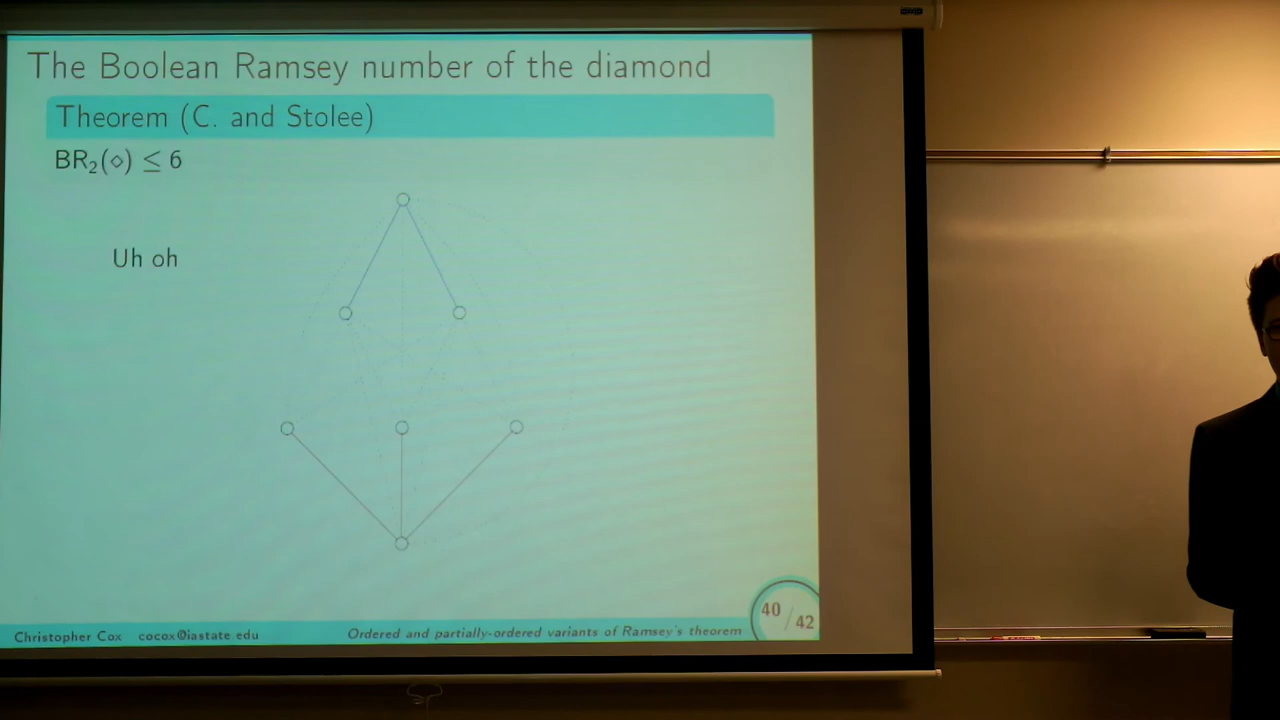 The Boolean Ramsey number of the diamond
Theorem (C. and Stolee)
BR₂(⋄) ≤ 6
Uh oh
40/42
Christopher Cox cocox@iastate.edu Ordered and partially-ordered variants of Ramsey's theorem